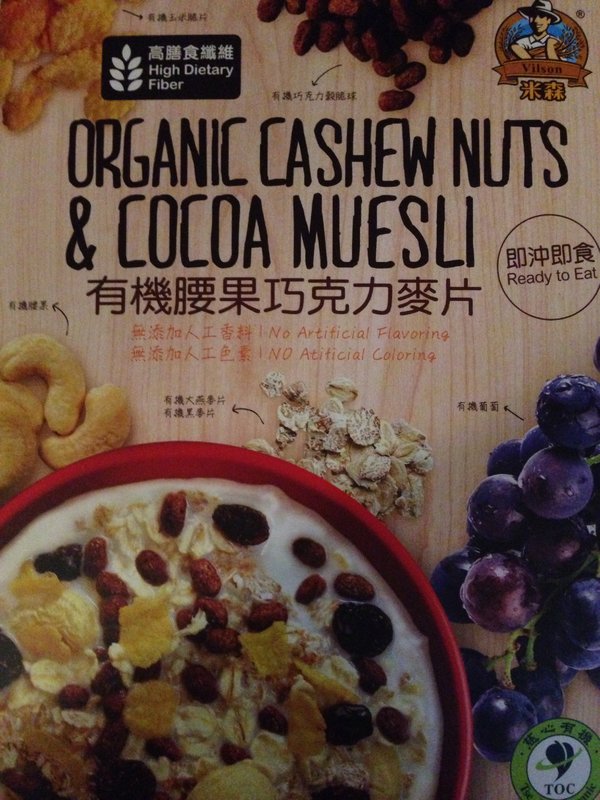 有機玉米脆片
高膳食纖維
High Dietary
Fiber
有機巧克力穀脆球
®
Vilson
米森
ORGANIC CASHEW NUTS
& COCOA MUESLI
即沖即食
Ready to Eat
有機腰果巧克力麥片
有機腰果
無添加人工香料 | No Artificial Flavoring
無添加人工色素 | NO Atificial Coloring
有機大燕麥片
有機黑麥片
有機葡萄
慈心有機
TOC